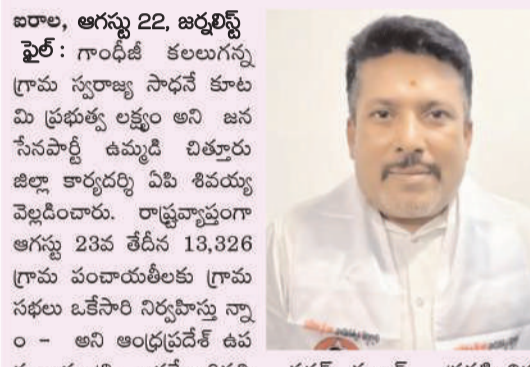 ఐరాల, ఆగస్టు 22, జర్నలిస్ట్
ఫైల్ : గాంధీజీ కలలుగన్న
గ్రామ స్వరాజ్య సాధనే కూట
మి ప్రభుత్వ లక్ష్యం అని జన
సేనపార్టీ ఉమ్మడి చిత్తూరు
జిల్లా కార్యదర్శి ఏపి శివయ్య
వెల్లడించారు. రాష్ట్రవ్యాప్తంగా
ఆగస్టు 23వ తేదీన 13,326
గ్రామ పంచాయతీలకు గ్రామ
సభలు ఒకేసారి నిర్వహిస్తు న్నా
ం - అని ఆంధ్రప్రదేశ్ ఉప